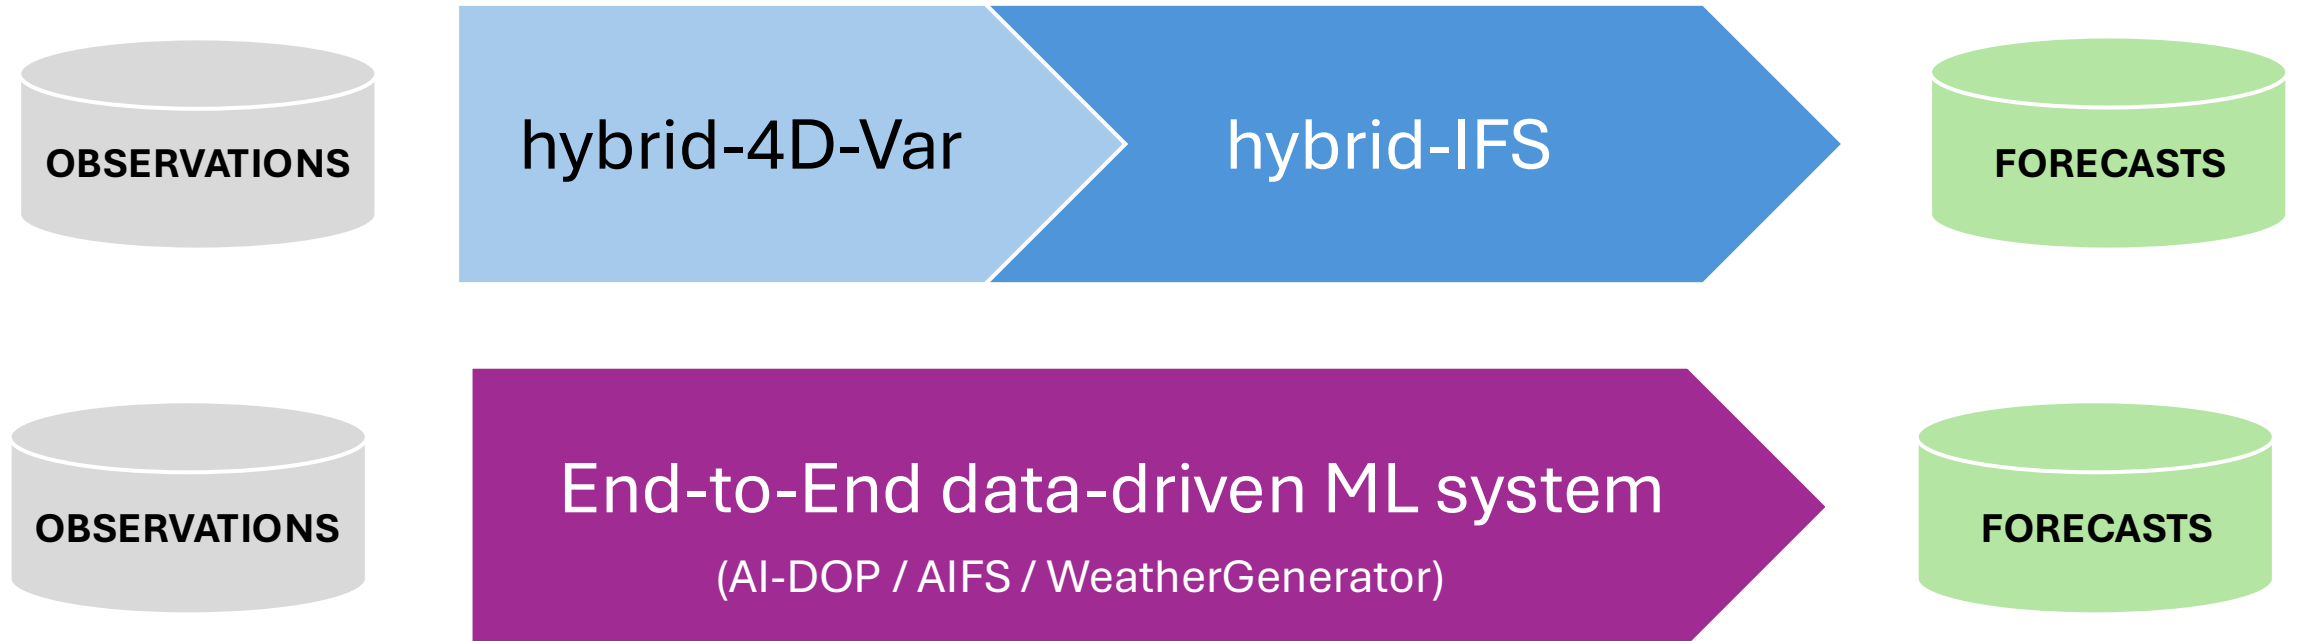 OBSERVATIONS
hybrid-4D-Var
hybrid-IFS
FORECASTS
OBSERVATIONS
End-to-End data-driven ML system
(AI-DOP / AIFS / WeatherGenerator)
FORECASTS